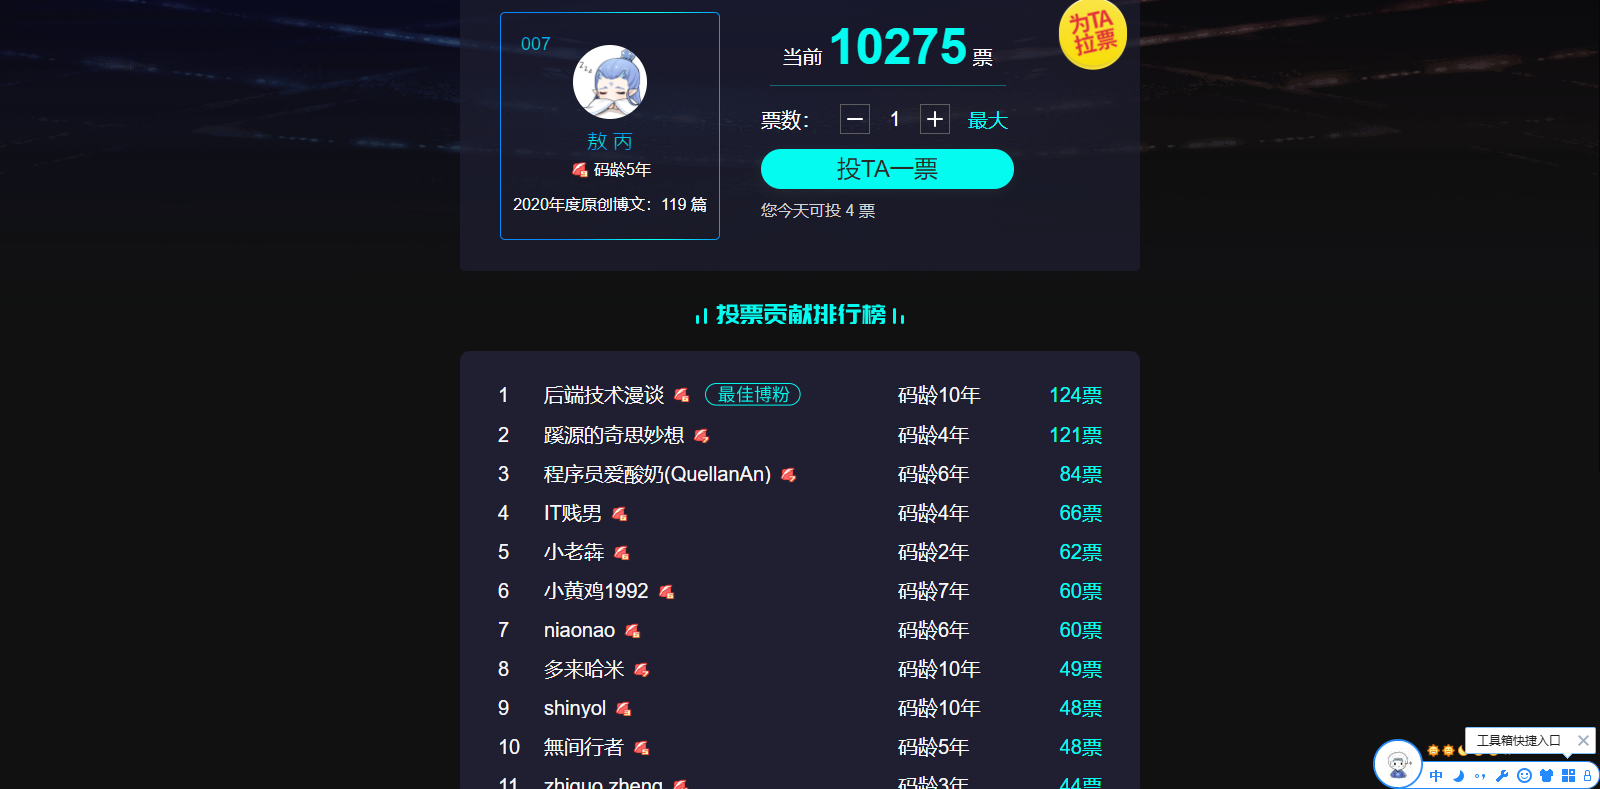 007
敖 丙
码龄5年
2020年度原创博文：119 篇
当前 10275 票
为TA
拉票
票数： 1 最大
投TA一票
您今天可投 4 票
投票贡献排行榜
1 后端技术漫谈 最佳博粉 码龄10年 124票
2 蹊源的奇思妙想 码龄4年 121票
3 程序员爱酸奶(QuellanAn) 码龄6年 84票
4 IT贱男 码龄4年 66票
5 小老犇 码龄2年 62票
6 小黄鸡1992 码龄7年 60票
7 niaonao 码龄6年 60票
8 多来哈米 码龄10年 49票
9 shinyol 码龄10年 48票
10 無间行者 码龄5年 48票
11 zhiguo.zheng 码龄3年 44票
工具箱快捷入口
中